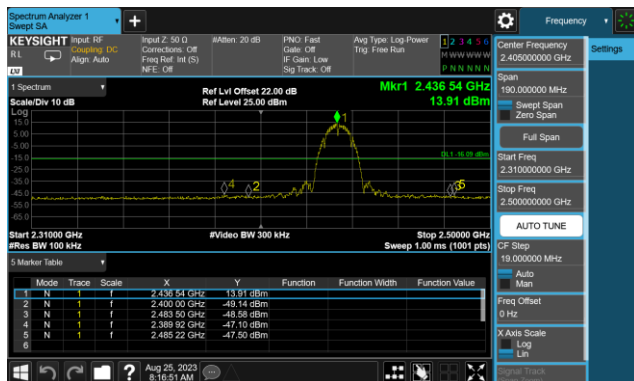 Spectrum Analyzer 1
Swept SA
+
Frequency
KEYSIGHT Input: RF
Input Z: 50 Ω
#Atten: 20 dB
PNO: Fast
Avg Type: Log-Power
1 2 3 4 5 6
RL
Coupling: DC
Corrections: Off
Gate: Off
Trig: Free Run
M W W W W W
Align: Auto
Freq Ref: Int (S)
IF Gain: Low
NFE: Off
Sig Track: Off
P N N N N N
LXI
1 Spectrum
Ref Lvl Offset 22.00 dB
Mkr1 2.436 54 GHz
Scale/Div 10 dB
Ref Level 25.00 dBm
13.91 dBm
Log
15.0
5.00
-5.00
-15.0
-25.0
-35.0
-45.0
-55.0
-65.0
1
DL1 -16.09 dBm
4
2
3
5
Start 2.31000 GHz
#Video BW 300 kHz
Stop 2.50000 GHz
#Res BW 100 kHz
Sweep 1.00 ms (1001 pts)
5 Marker Table
Mode Trace Scale X Y Function Function Width Function Value
1 N 1 f 2.436 54 GHz 13.91 dBm
2 N 1 f 2.400 00 GHz -49.14 dBm
3 N 1 f 2.483 50 GHz -48.58 dBm
4 N 1 f 2.389 92 GHz -47.10 dBm
5 N 1 f 2.485 22 GHz -47.50 dBm
6
Aug 25, 2023
8:16:51 AM
?
Center Frequency
2.405000000 GHz
Settings
Span
190.000000 MHz
Swept Span
Zero Span
Full Span
Start Freq
2.310000000 GHz
Stop Freq
2.500000000 GHz
AUTO TUNE
CF Step
19.000000 MHz
Auto
Man
Freq Offset
0 Hz
X Axis Scale
Log
Lin
Signal Track